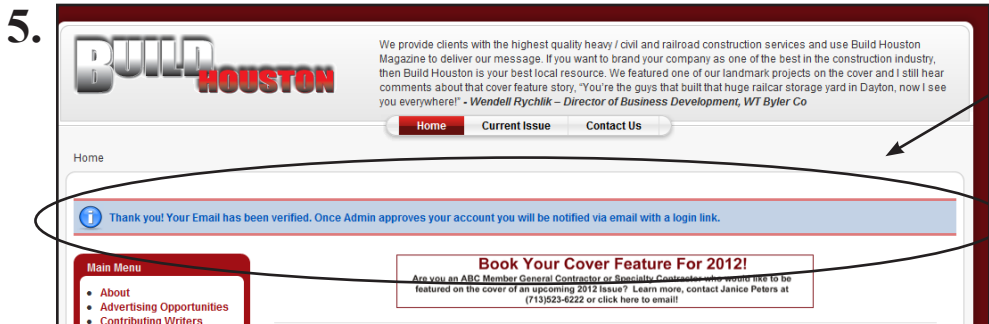 5.
BUILD
HOUSTON
We provide clients with the highest quality heavy / civil and railroad construction services and use Build Houston
Magazine to deliver our message. If you want to brand your company as one of the best in the construction industry,
then Build Houston is your best local resource. We featured one of our landmark projects on the cover and I still hear
comments about that cover feature story, "You're the guys that built that huge railcar storage yard in Dayton, now I see
you everywhere!" - Wendell Rychlik – Director of Business Development, WT Byler Co
Home Current Issue Contact Us
Home
Thank you! Your Email has been verified. Once Admin approves your account you will be notified via email with a login link.
Main Menu
• About
• Advertising Opportunities
• Contributing Writers
Book Your Cover Feature For 2012!
Are you an ABC Member General Contractor or Specialty Contractor who would like to be
featured on the cover of an upcoming 2012 Issue? Learn more, contact Janice Peters at
(713)523-6222 or click here to email!